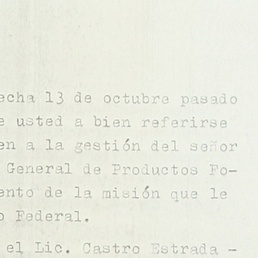 echa 13 de octubre pasado
e usted a bien referirse
en a la gestión del señor
General de Productos Fo-
ento de la misión que le
o Federal.
el Lic. Castro Estrada -